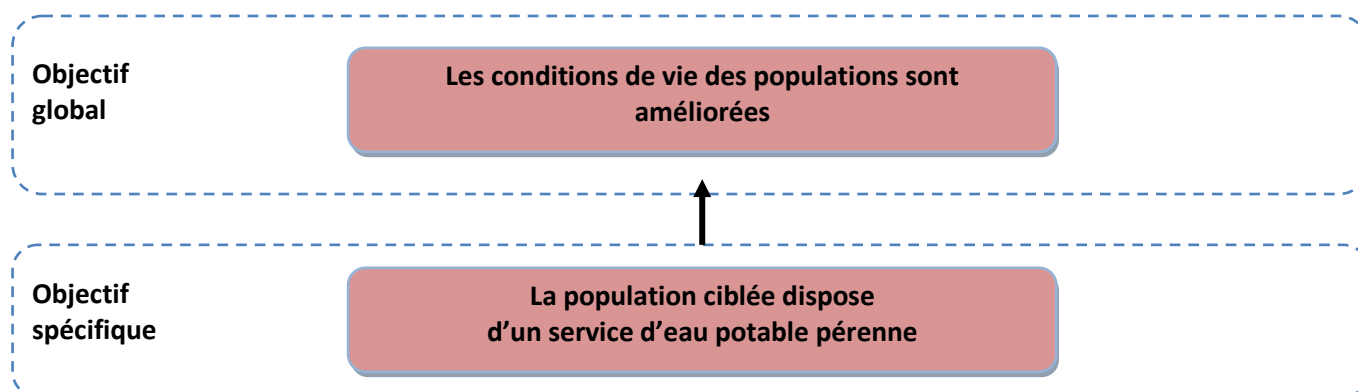 Objectif
global
Les conditions de vie des populations sont
améliorées
Objectif
spécifique
La population ciblée dispose
d’un service d’eau potable pérenne